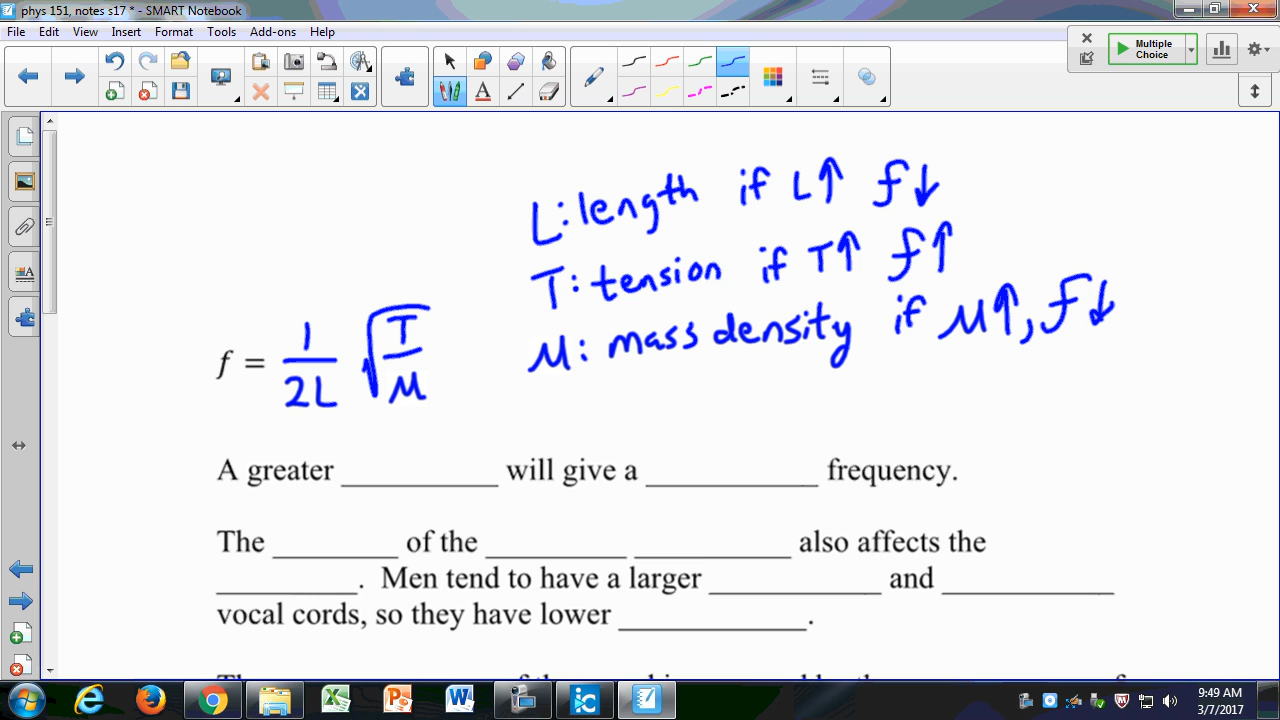 phys 151, notes s17 * - SMART Notebook
File Edit View Insert Format Tools Add-ons Help
Multiple Choice
L: length if L↑ f↓
T: tension if T↑ f↑
μ: mass density if μ↑, f↓
f = 1/2L √T/μ
A greater __________ will give a ___________ frequency.
The ________ of the _________ __________ also affects the
_________. Men tend to have a larger ___________ and ___________
vocal cords, so they have lower ____________.
9:49 AM
3/7/2017